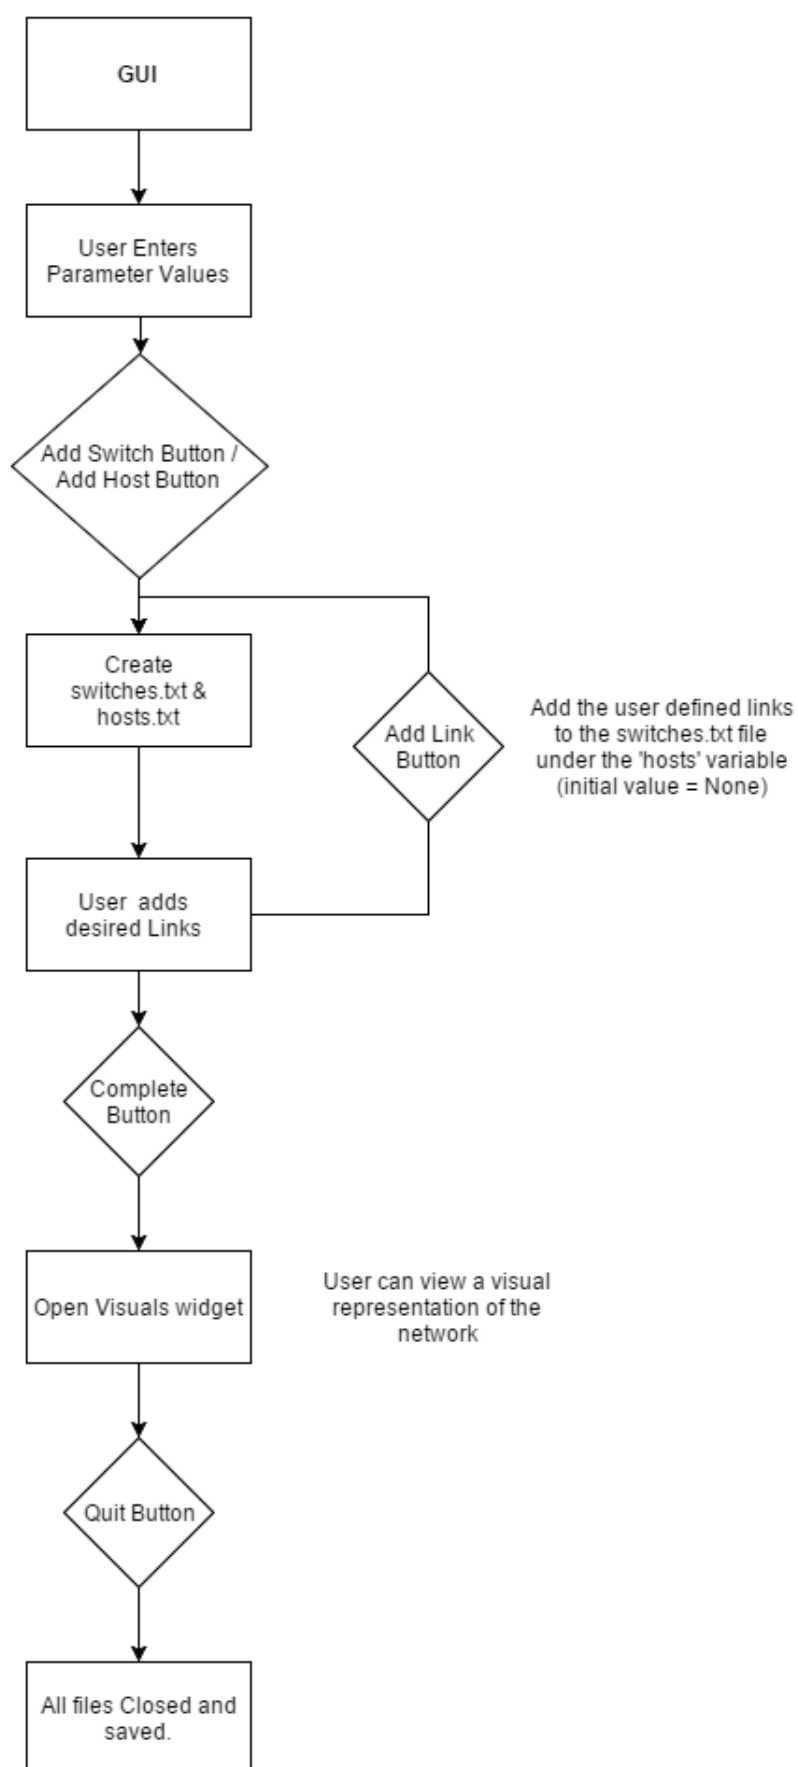 GUI
User Enters
Parameter Values
Add Switch Button /
Add Host Button
Create
switches.txt &
hosts.txt
Add Link
Button
Add the user defined links
to the switches.txt file
under the 'hosts' variable
(initial value = None)
User adds
desired Links
Complete
Button
Open Visuals widget
User can view a visual
representation of the
network
Quit Button
All files Closed and
saved.